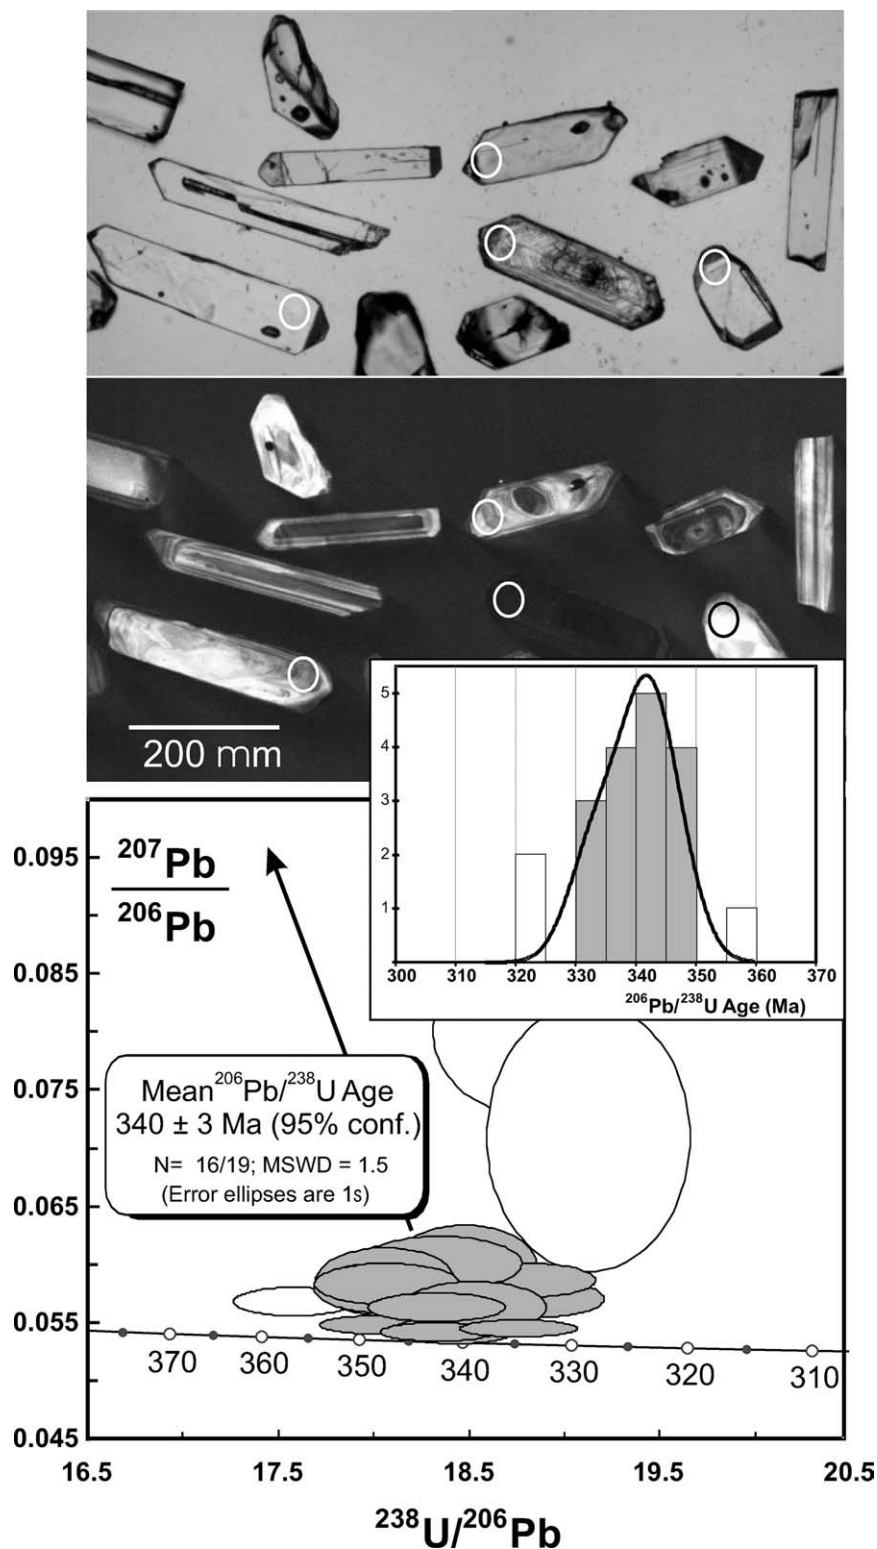 200 mm
5
4
3
2
1
300 310 320 330 340 350 360 370
206Pb/238U Age (Ma)
207Pb
206Pb
0.095
0.085
0.075
0.065
0.055
0.045
Mean206Pb/238U Age
340 ± 3 Ma (95% conf.)
N= 16/19; MSWD = 1.5
(Error ellipses are 1s)
370 360 350 340 330 320 310
16.5 17.5 18.5 19.5 20.5
238U/206Pb